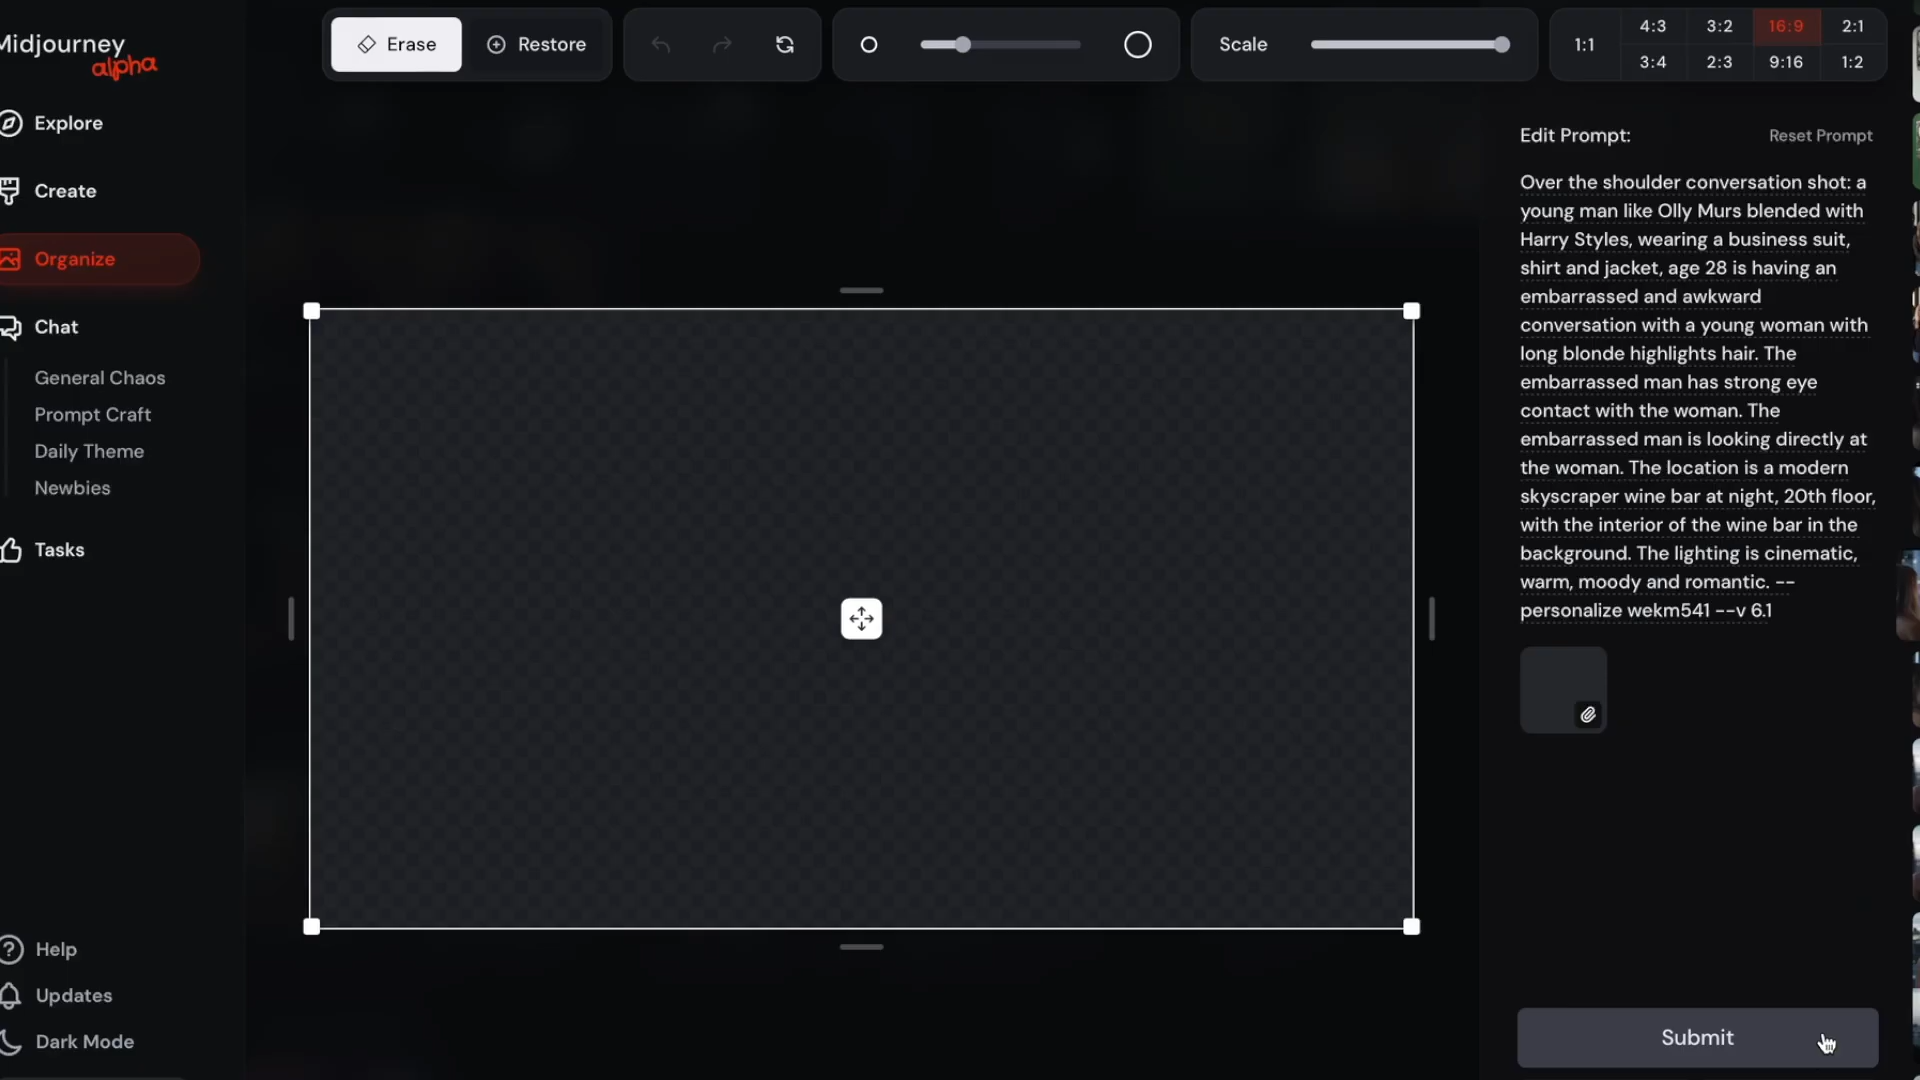 Midjourney
alpha
Explore
Create
Organize
Chat
General Chaos
Prompt Craft
Daily Theme
Newbies
Tasks
Help
Updates
Dark Mode
Erase
Restore
Scale
1:1
4:3 3:2 16:9 2:1
3:4 2:3 9:16 1:2
Edit Prompt:
Reset Prompt
Over the shoulder conversation shot: a
young man like Olly Murs blended with
Harry Styles, wearing a business suit,
shirt and jacket, age 28 is having an
embarrassed and awkward
conversation with a young woman with
long blonde highlights hair. The
embarrassed man has strong eye
contact with the woman. The
embarrassed man is looking directly at
the woman. The location is a modern
skyscraper wine bar at night, 20th floor,
with the interior of the wine bar in the
background. The lighting is cinematic,
warm, moody and romantic. --
personalize wekm541 --v 6.1
Submit